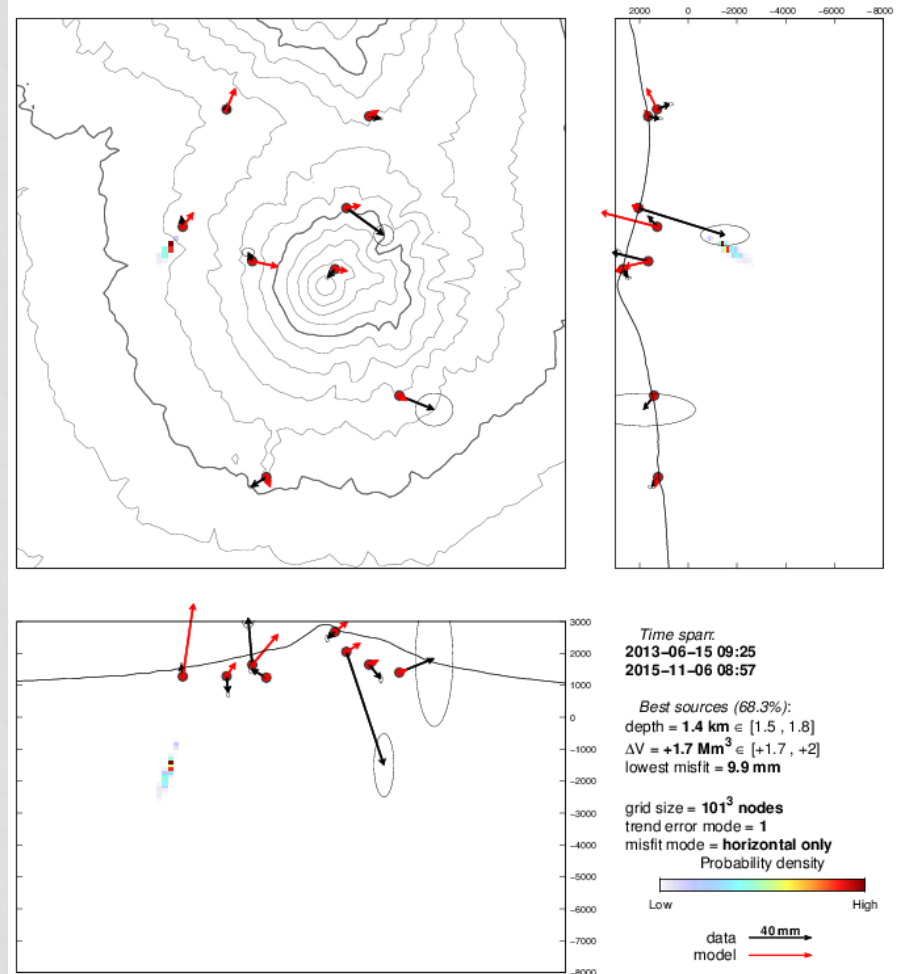 2000 0 −2000 −4000 −6000 −8000
3000
2000
1000
0
−1000
−2000
−3000
−4000
−5000
−6000
−7000
−8000
Time span:
2013−06−15 09:25
2015−11−06 08:57
Best sources (68.3%):
depth = 1.4 km ∈ [1.5 , 1.8]
ΔV = +1.7 Mm³ ∈ [+1.7 , +2]
lowest misfit = 9.9 mm
grid size = 101³ nodes
trend error mode = 1
misfit mode = horizontal only
Probability density
Low High
40 mm
data
model